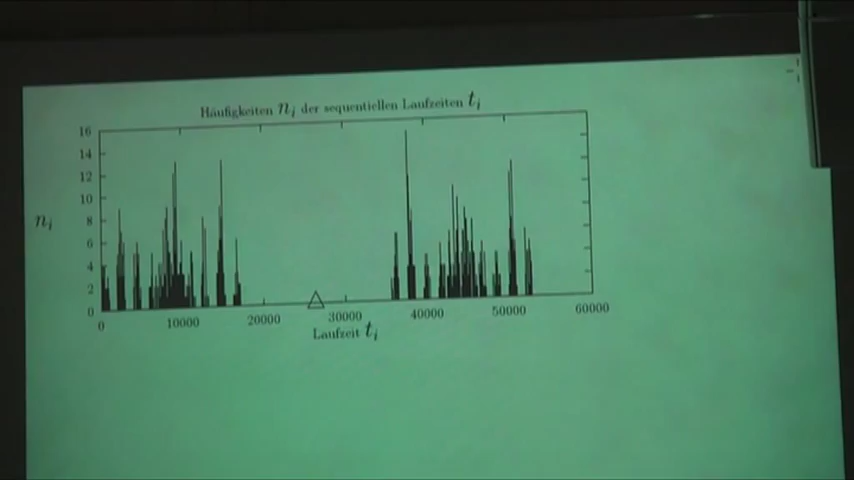 Häufigkeiten n_i der sequentiellen Laufzeiten t_i
16
14
12
10
8
6
4
2
0
n_i
0 10000 20000 30000 40000 50000 60000
Laufzeit t_i